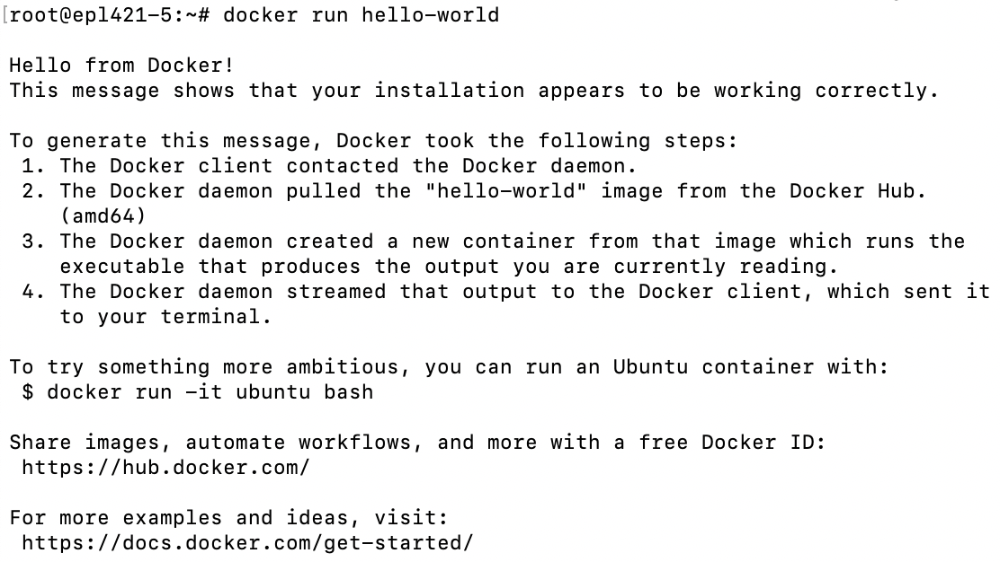 [root@epl421-5:~# docker run hello-world
Hello from Docker!
This message shows that your installation appears to be working correctly.
To generate this message, Docker took the following steps:
1. The Docker client contacted the Docker daemon.
2. The Docker daemon pulled the "hello-world" image from the Docker Hub.
(amd64)
3. The Docker daemon created a new container from that image which runs the
executable that produces the output you are currently reading.
4. The Docker daemon streamed that output to the Docker client, which sent it
to your terminal.
To try something more ambitious, you can run an Ubuntu container with:
$ docker run -it ubuntu bash
Share images, automate workflows, and more with a free Docker ID:
https://hub.docker.com/
For more examples and ideas, visit:
https://docs.docker.com/get-started/